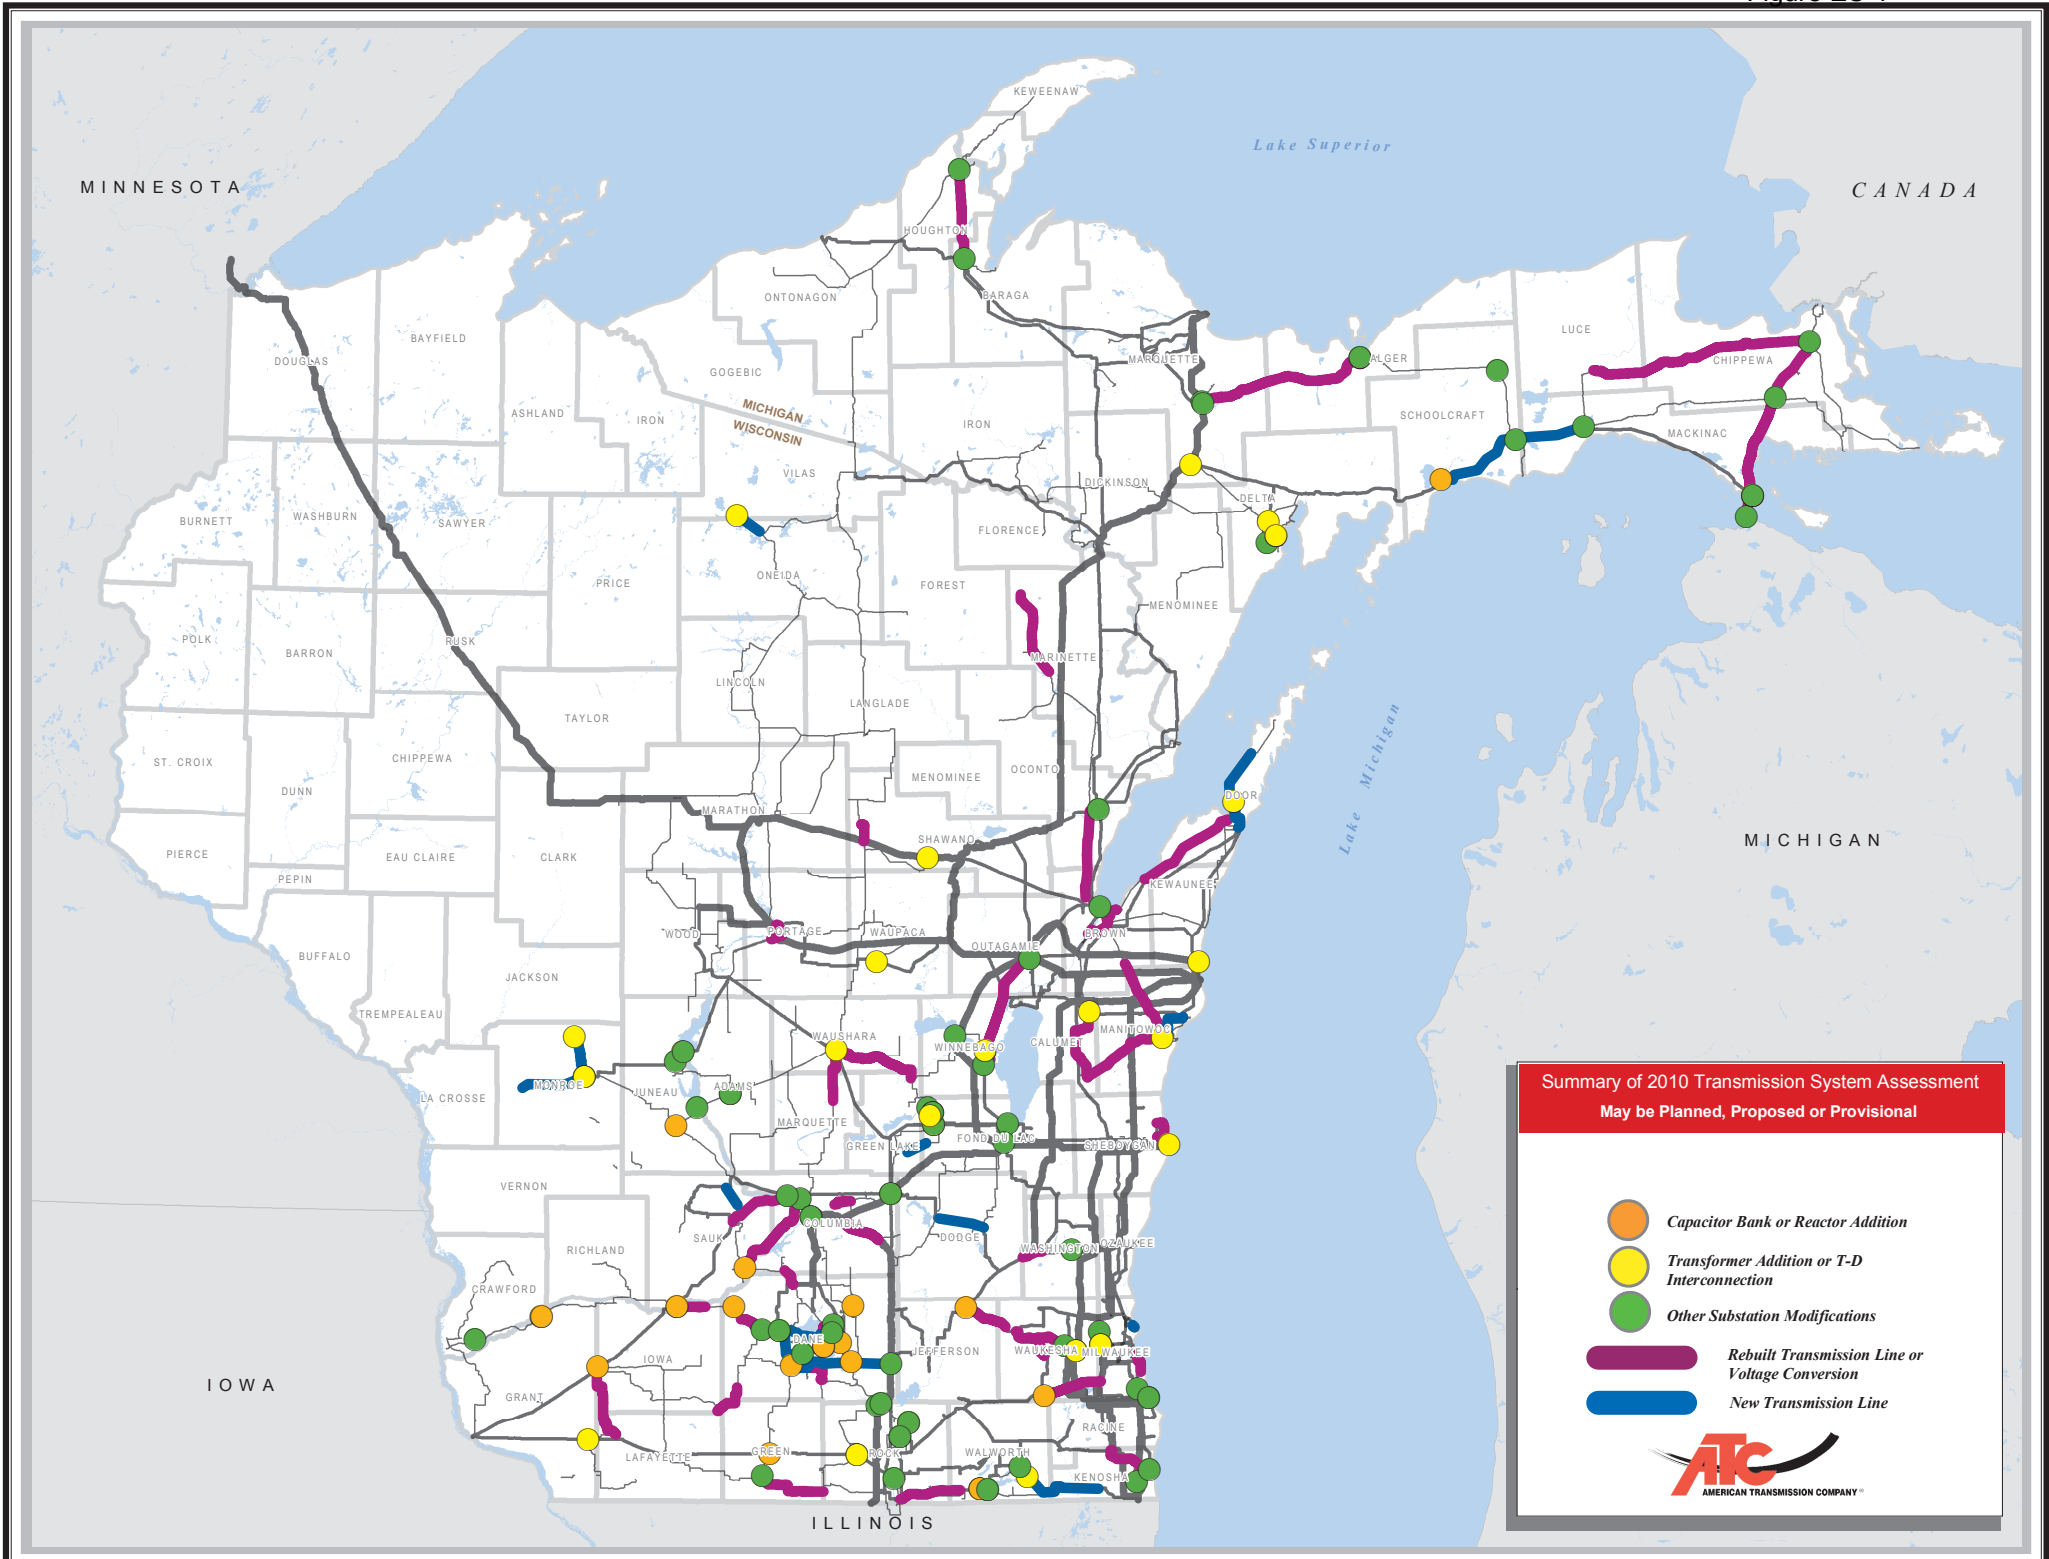 KEWEENAW
Lake Superior
MINNESOTA
CANADA
HOUGHTON
ONTONAGON
BARAGA
LUCE
BAYFIELD
DOUGLAS
MARQUETTE
ALGER
CHIPPEWA
GOGEBIC
MICHIGAN
WISCONSIN
ASHLAND
IRON
IRON
SCHOOLCRAFT
MACKINAC
VILAS
DICKINSON
DELTA
BURNETT
WASHBURN
SAWYER
FLORENCE
PRICE
ONEIDA
FOREST
MENOMINEE
POLK
BARRON
RUSK
MARINETTE
LINCOLN
LANGLADE
TAYLOR
Lake Michigan
ST. CROIX
CHIPPEWA
MENOMINEE
OCONTO
DUNN
DOOR
MARATHON
SHAWANO
MICHIGAN
PIERCE
EAU CLAIRE
CLARK
PEPIN
KEWAUNEE
WOOD
PORTAGE
WAUPACA
BROWN
OUTAGAMIE
BUFFALO
JACKSON
TREMPEALEAU
WAUSHARA
WINNEBAGO
CALUMET
MANITOWOC
MONROE
JUNEAU
ADAMS
LA CROSSE
MARQUETTE
GREEN LAKE
FOND DU LAC
SHEBOYGAN
VERNON
COLUMBIA
SAUK
DODGE
WASHINGTON
OZAUKEE
RICHLAND
CRAWFORD
DANE
IOWA
JEFFERSON
WAUKESHA
MILWAUKEE
IOWA
GRANT
RACINE
LAFAYETTE
GREEN
ROCK
WALWORTH
KENOSHA
ILLINOIS
Summary of 2010 Transmission System Assessment
May be Planned, Proposed or Provisional
Capacitor Bank or Reactor Addition
Transformer Addition or T-D
Interconnection
Other Substation Modifications
Rebuilt Transmission Line or
Voltage Conversion
New Transmission Line
ATC
AMERICAN TRANSMISSION COMPANY®